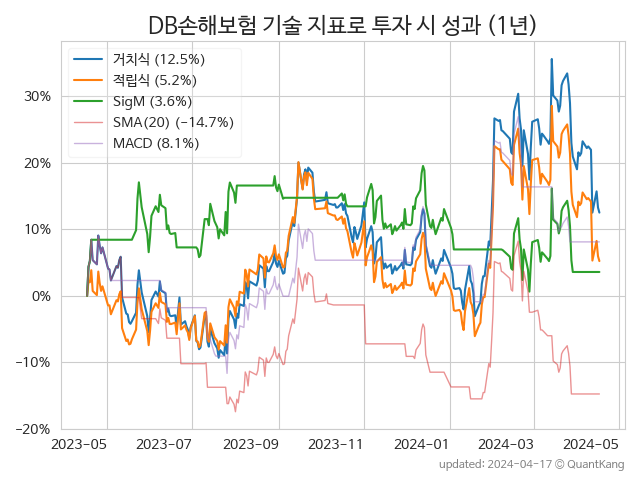 DB손해보험 기술 지표로 투자 시 성과 (1년)
거치식 (12.5%)
적립식 (5.2%)
SigM (3.6%)
SMA(20) (−14.7%)
MACD (8.1%)
30%
20%
10%
0%
−10%
−20%
2023-05 2023-07 2023-09 2023-11 2024-01 2024-03 2024-05
updated: 2024-04-17 © QuantKang